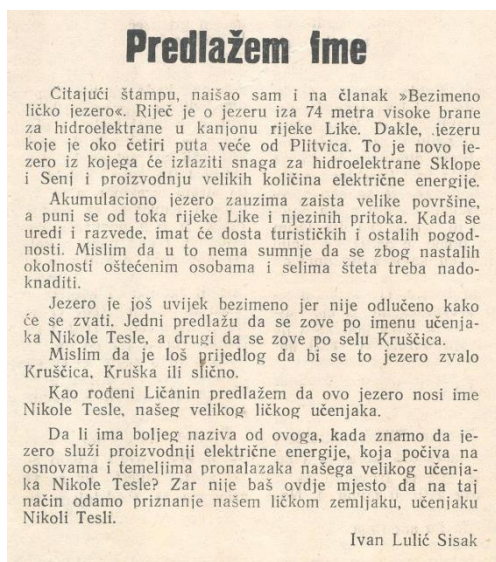 Predlažem ime
Čitajući štampu, naišao sam i na članak »Bezimeno
ličko jezero«. Riječ je o jezeru iza 74 metra visoke brane
za hidroelektrane u kanjonu rijeke Like. Dakle, jezeru
koje je oko četiri puta veće od Plitvica. To je novo je-
zero iz kojega će izlaziti snaga za hidroelektrane Sklope
i Senj i proizvodnju velikih količina električne energije.
Akumulaciono jezero zauzima zaista velike površine,
a puni se od toka rijeke Like i njezinih pritoka. Kada se
uredi i razvede, imat će dosta turističkih i ostalih pogod-
nosti. Mislim da u to nema sumnje da se zbog nastalih
okolnosti oštećenim osobama i selima šteta treba nado-
knaditi.
Jezero je još uvijek bezimeno jer nije odlučeno kako
će se zvati. Jedni predlažu da se zove po imenu učenja-
ka Nikole Tesle, a drugi da se zove po selu Kruščica.
Mislim da je loš prijedlog da bi se to jezero zvalo
Kruščica, Kruška ili slično.
Kao rođeni Ličanin predlažem da ovo jezero nosi ime
Nikole Tesle, našeg velikog ličkog učenjaka.
Da li ima boljeg naziva od ovoga, kada znamo da je-
zero služi proizvodnji električne energije, koja počiva na
osnovama i temeljima pronalazaka našega velikog učenja-
ka Nikole Tesle? Zar nije baš ovdje mjesto da na taj
način odamo priznanje našem ličkom zemljaku, učenjaku
Nikoli Tesli.
Ivan Lulić Sisak